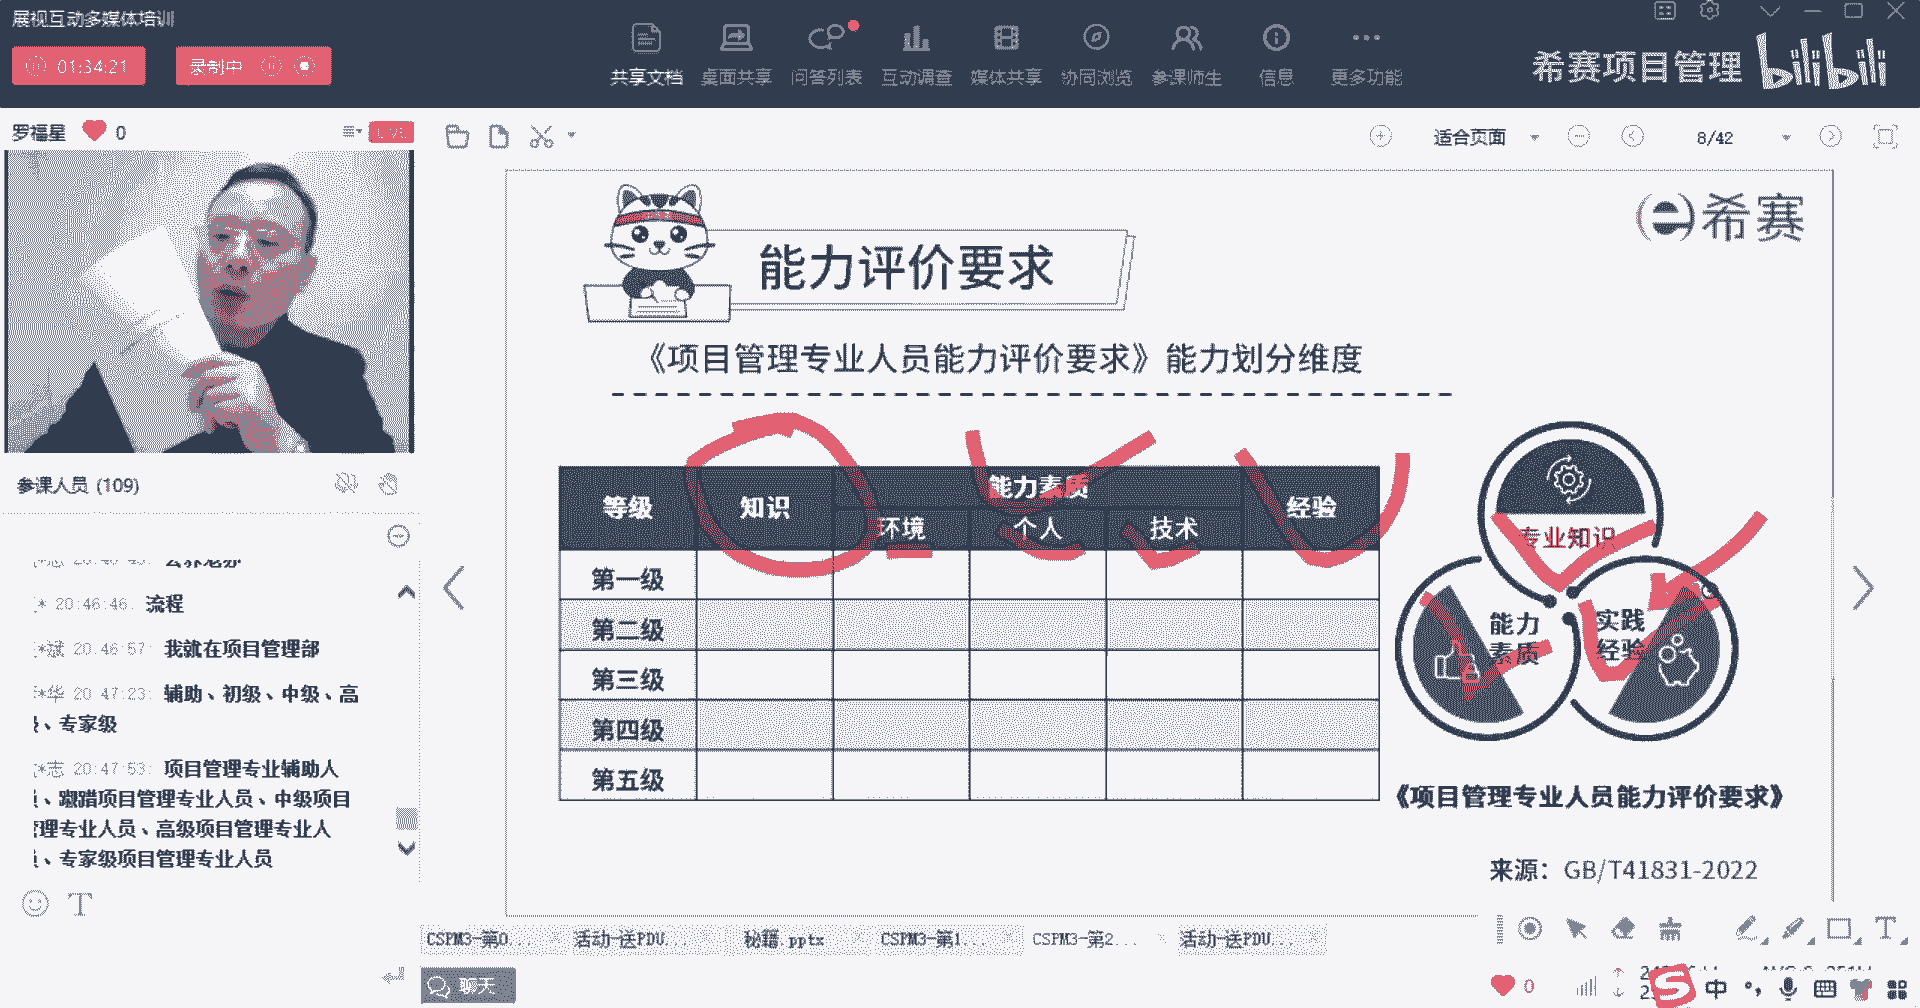 展视互动多媒体培训
01:34:21
录制中
共享文档
桌面共享
问答列表
互动调查
媒体共享
协同浏览
参课师生
信息
更多功能
希赛项目管理
bilibili
罗福星 0
LIVE
适合页面
8/42
希赛
能力评价要求
《项目管理专业人员能力评价要求》能力划分维度
等级 知识 能力素质 经验
环境 个人 技术
第一级
第二级
第三级
第四级
第五级
专业知识
能力
素质
实践
经验
《项目管理专业人员能力评价要求》
来源：GB/T41831-2022
参课人员 (109)
* 20:46:46: 流程
*斌 20:46:57: 我就在项目管理部
*华 20:47:23: 辅助、初级、中级、高
、专家级
*志 20:47:53: 项目管理专业辅助人
、蹴踏项目管理专业人员、中级项目
管理专业人员、高级项目管理专业人
、专家级项目管理专业人员
CSPM3-第0...
活动-送PDU...
秘籍.pptx
CSPM3-第1...
CSPM3-第2...
活动-送PDU...
聊天
0
中